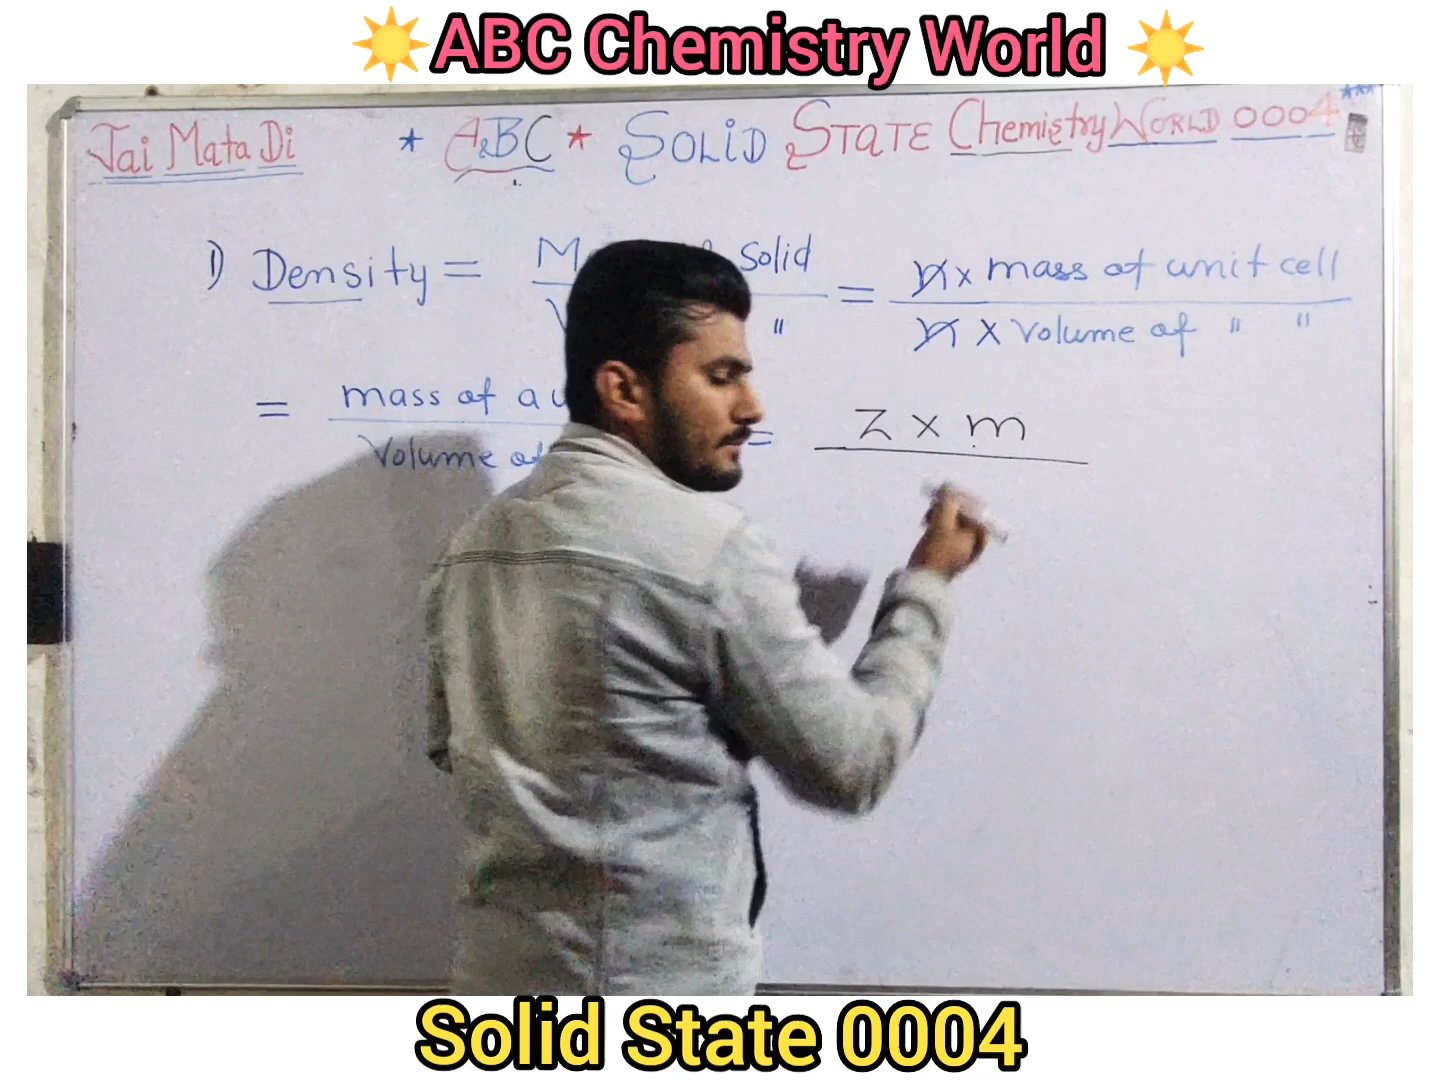 ☀️ABC Chemistry World ☀️
Jai Mata Di * ABC * SOLiD STATE Chemistry WORLD 0004 ***
1) Density = solid = n x mass of unit cell
" n x Volume of " "
= mass of a = Z x m
Volume of
Solid State 0004